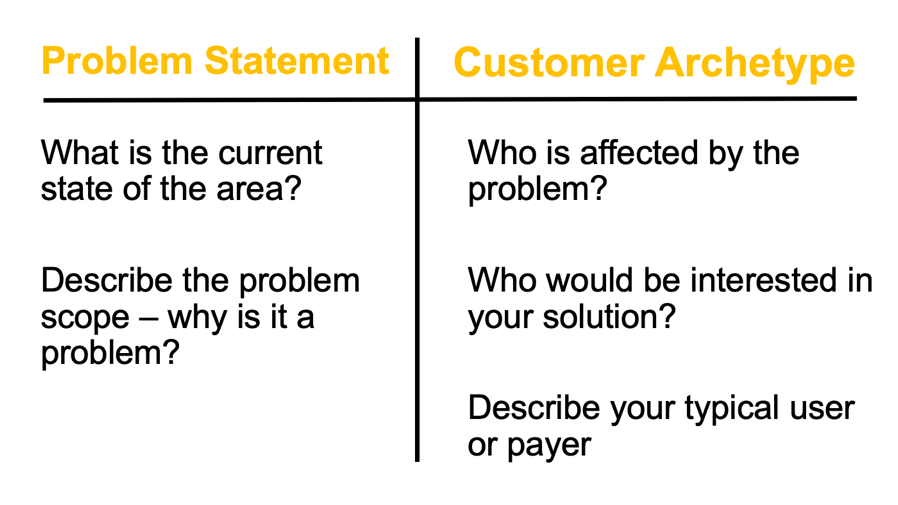 Problem Statement
What is the current
state of the area?
Describe the problem
scope – why is it a
problem?
Customer Archetype
Who is affected by the
problem?
Who would be interested in
your solution?
Describe your typical user
or payer